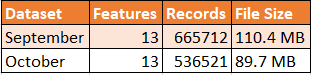 Dataset Features Records File Size
September 13 665712 110.4 MB
October 13 536521 89.7 MB